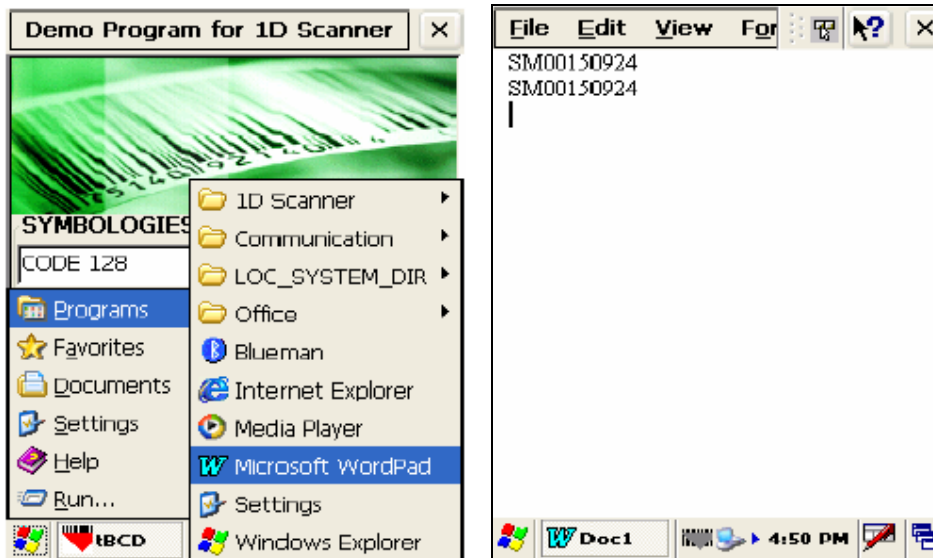 Demo Program for 1D Scanner
SYMBOLOGIES
CODE 128
Programs
Favorites
Documents
Settings
Help
Run...
1D Scanner
Communication
LOC_SYSTEM_DIR
Office
Blueman
Internet Explorer
Media Player
Microsoft WordPad
Settings
Windows Explorer
tBCD
File Edit View For
SM00150924
SM00150924
Doc1
4:50 PM